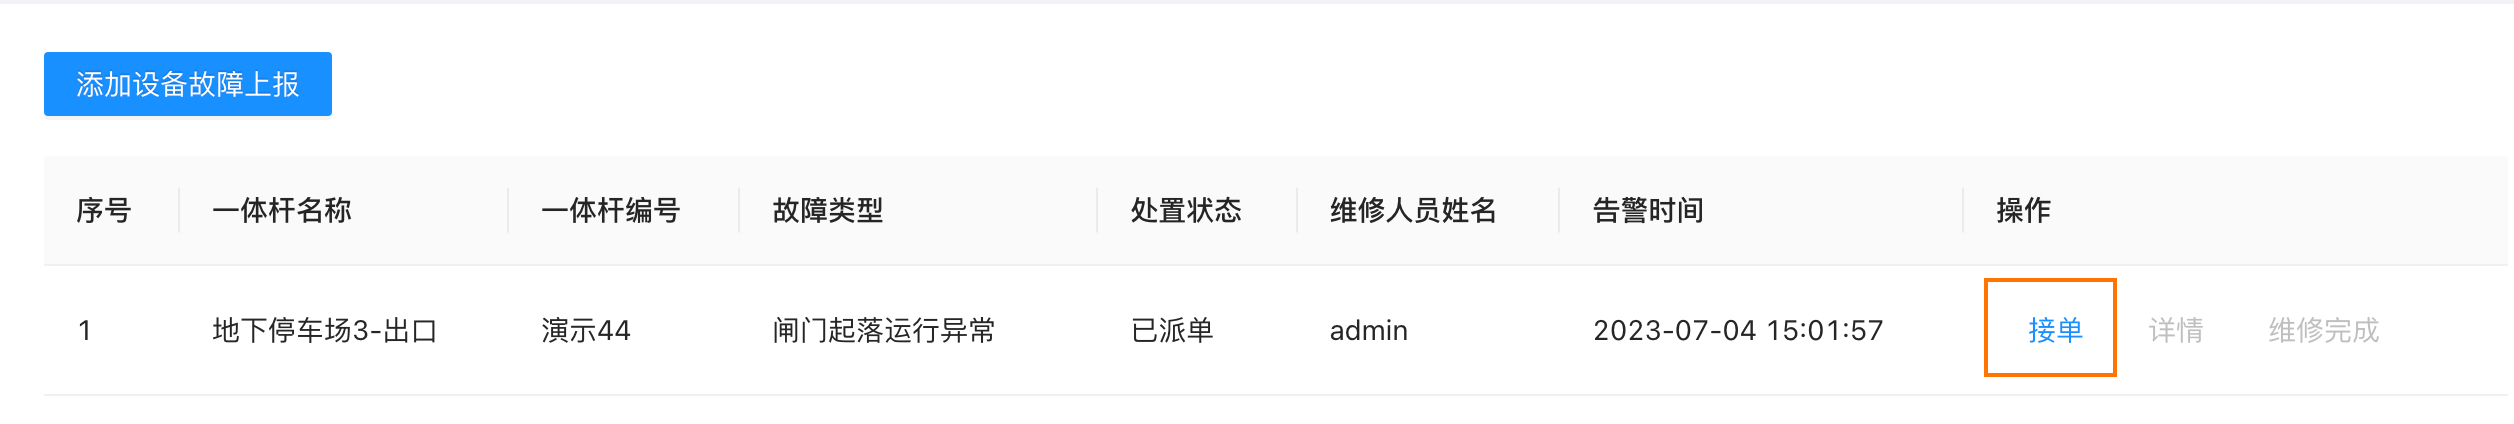 添加设备故障上报
序号 一体杆名称 一体杆编号 故障类型 处置状态 维修人员姓名 告警时间 操作
1 地下停车场3-出口 演示44 闸门起落运行异常 已派单 admin 2023-07-04 15:01:57 接单 详情 维修完成